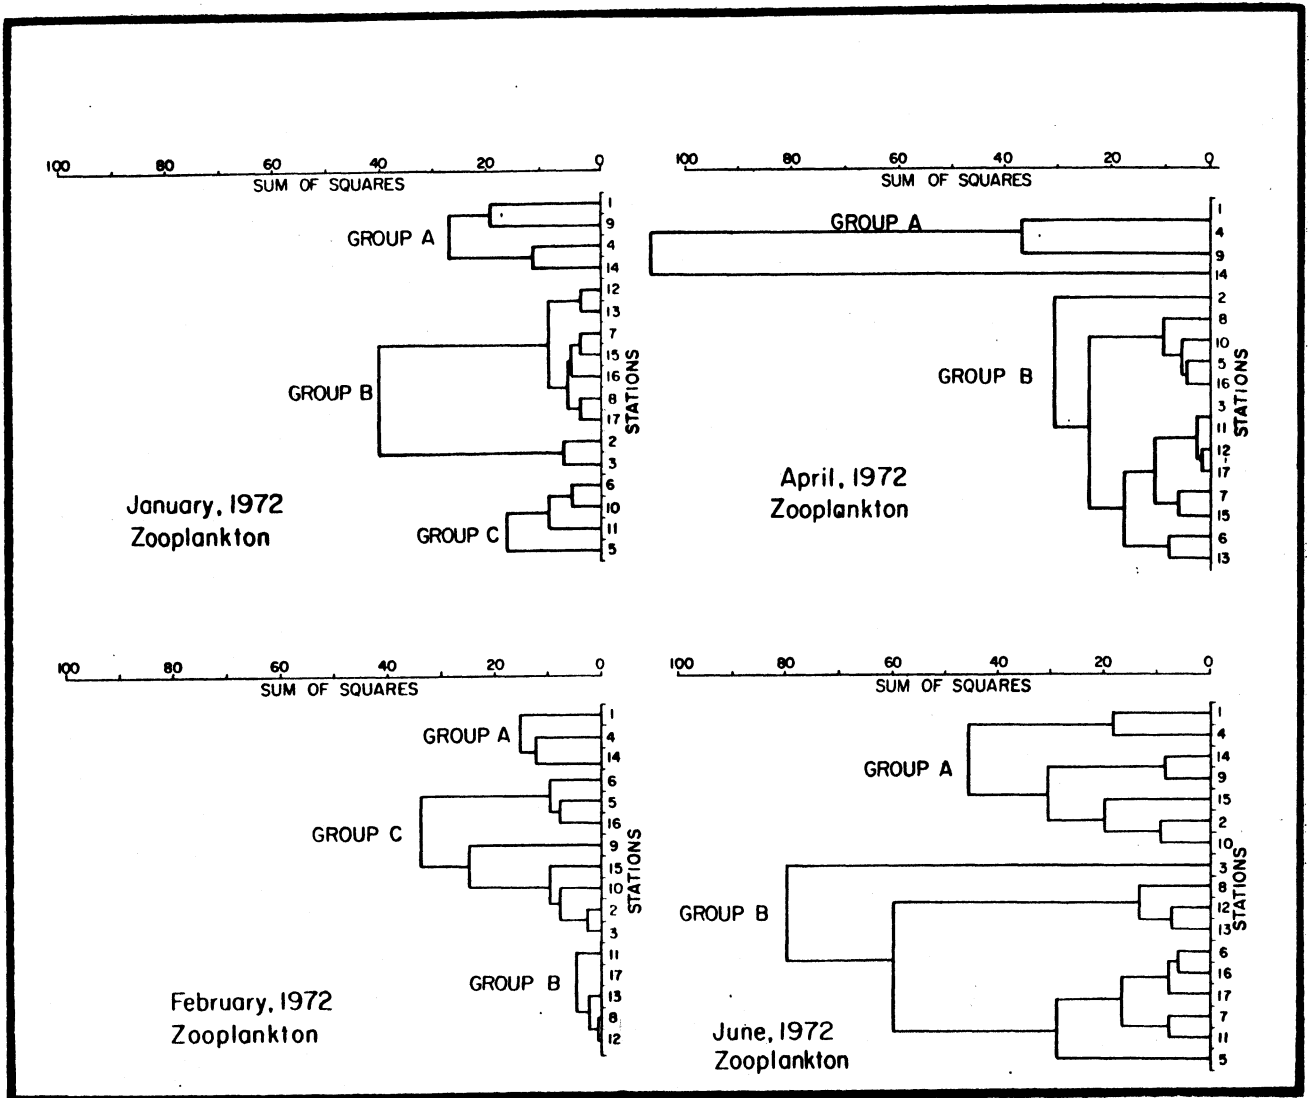 100 80 60 40 20 0
SUM OF SQUARES
GROUP A
GROUP B
GROUP C
1
9
4
14
12
13
7
15
16
8
17
2
3
6
10
11
5
STATIONS
January, 1972
Zooplankton
100 80 60 40 20 0
SUM OF SQUARES
GROUP A
GROUP B
1
4
9
14
2
8
10
5
16
3
11
12
17
7
15
6
13
STATIONS
April, 1972
Zooplankton
100 80 60 40 20 0
SUM OF SQUARES
GROUP A
GROUP C
GROUP B
1
4
14
6
5
16
9
15
10
2
3
11
17
13
8
12
STATIONS
February, 1972
Zooplankton
100 80 60 40 20 0
SUM OF SQUARES
GROUP A
GROUP B
1
4
14
9
15
2
10
3
8
12
13
6
16
17
7
11
5
STATIONS
June, 1972
Zooplankton